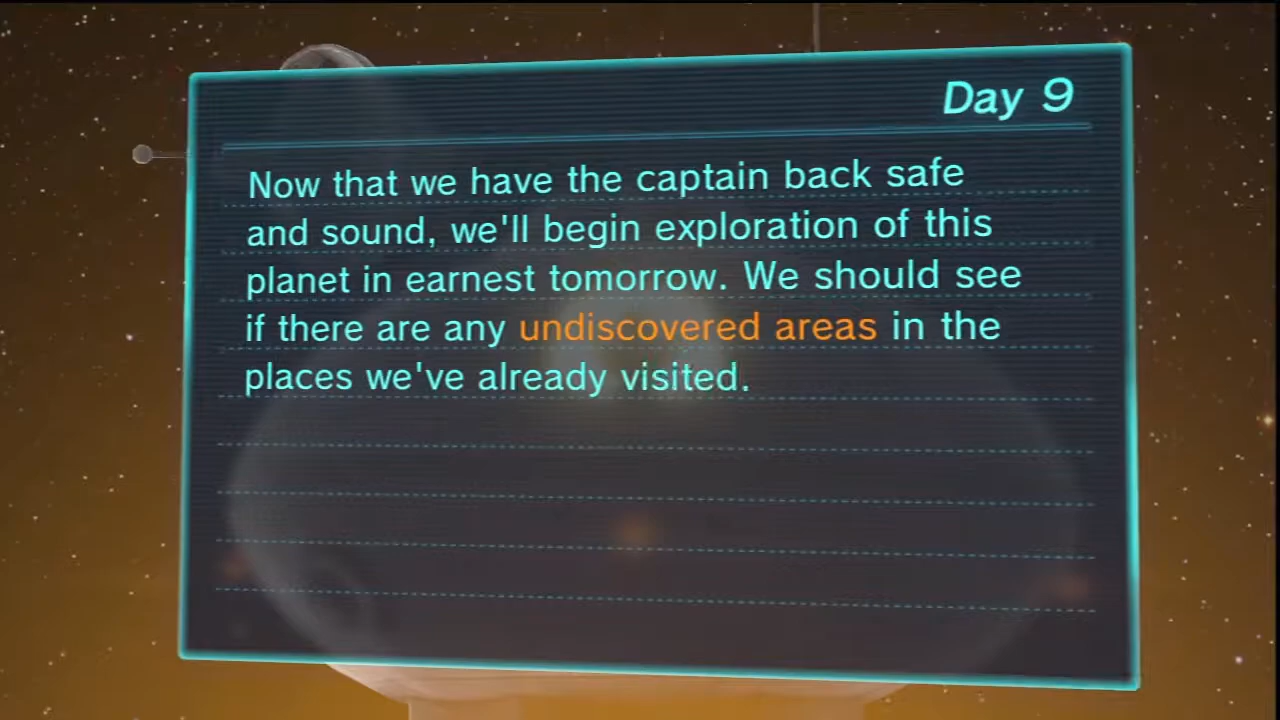 Day 9
Now that we have the captain back safe
and sound, we'll begin exploration of this
planet in earnest tomorrow. We should see
if there are any undiscovered areas in the
places we've already visited.